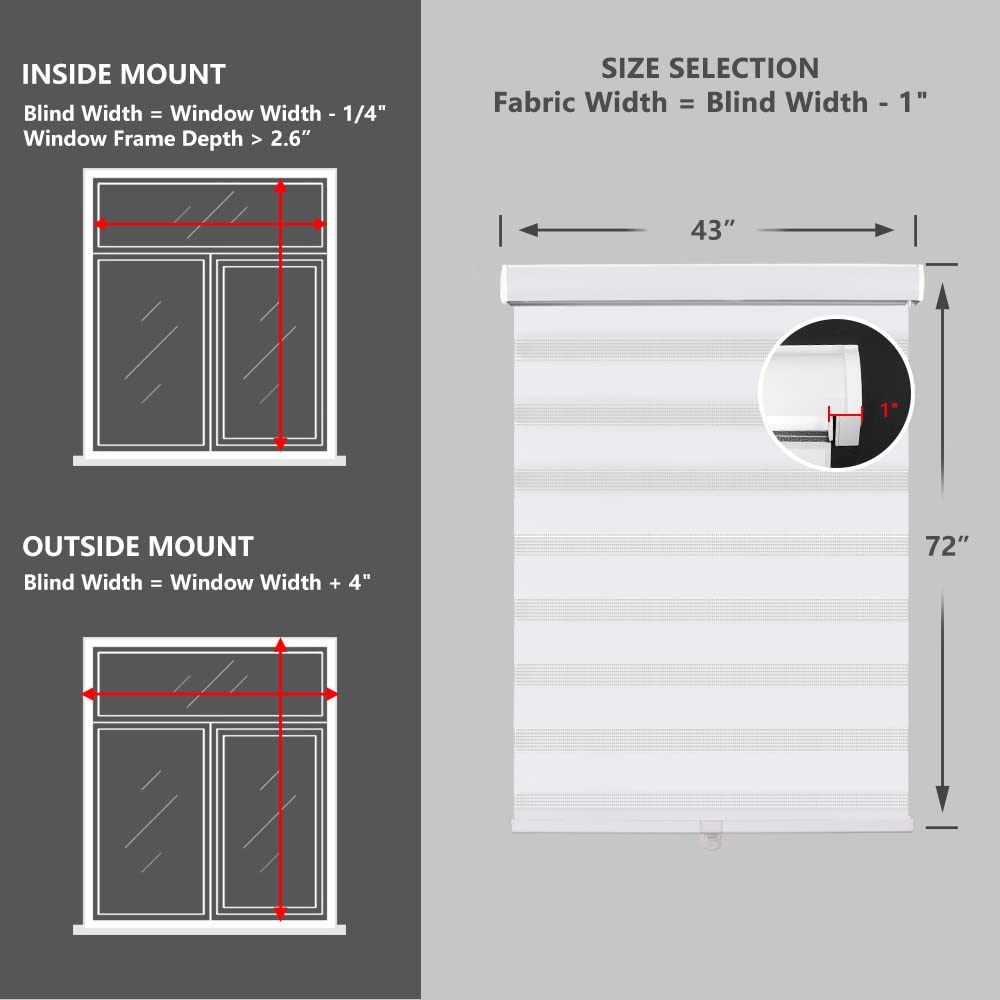 INSIDE MOUNT
Blind Width = Window Width - 1/4"
Window Frame Depth > 2.6”
OUTSIDE MOUNT
Blind Width = Window Width + 4"
SIZE SELECTION
Fabric Width = Blind Width - 1"
43”
1"
72”